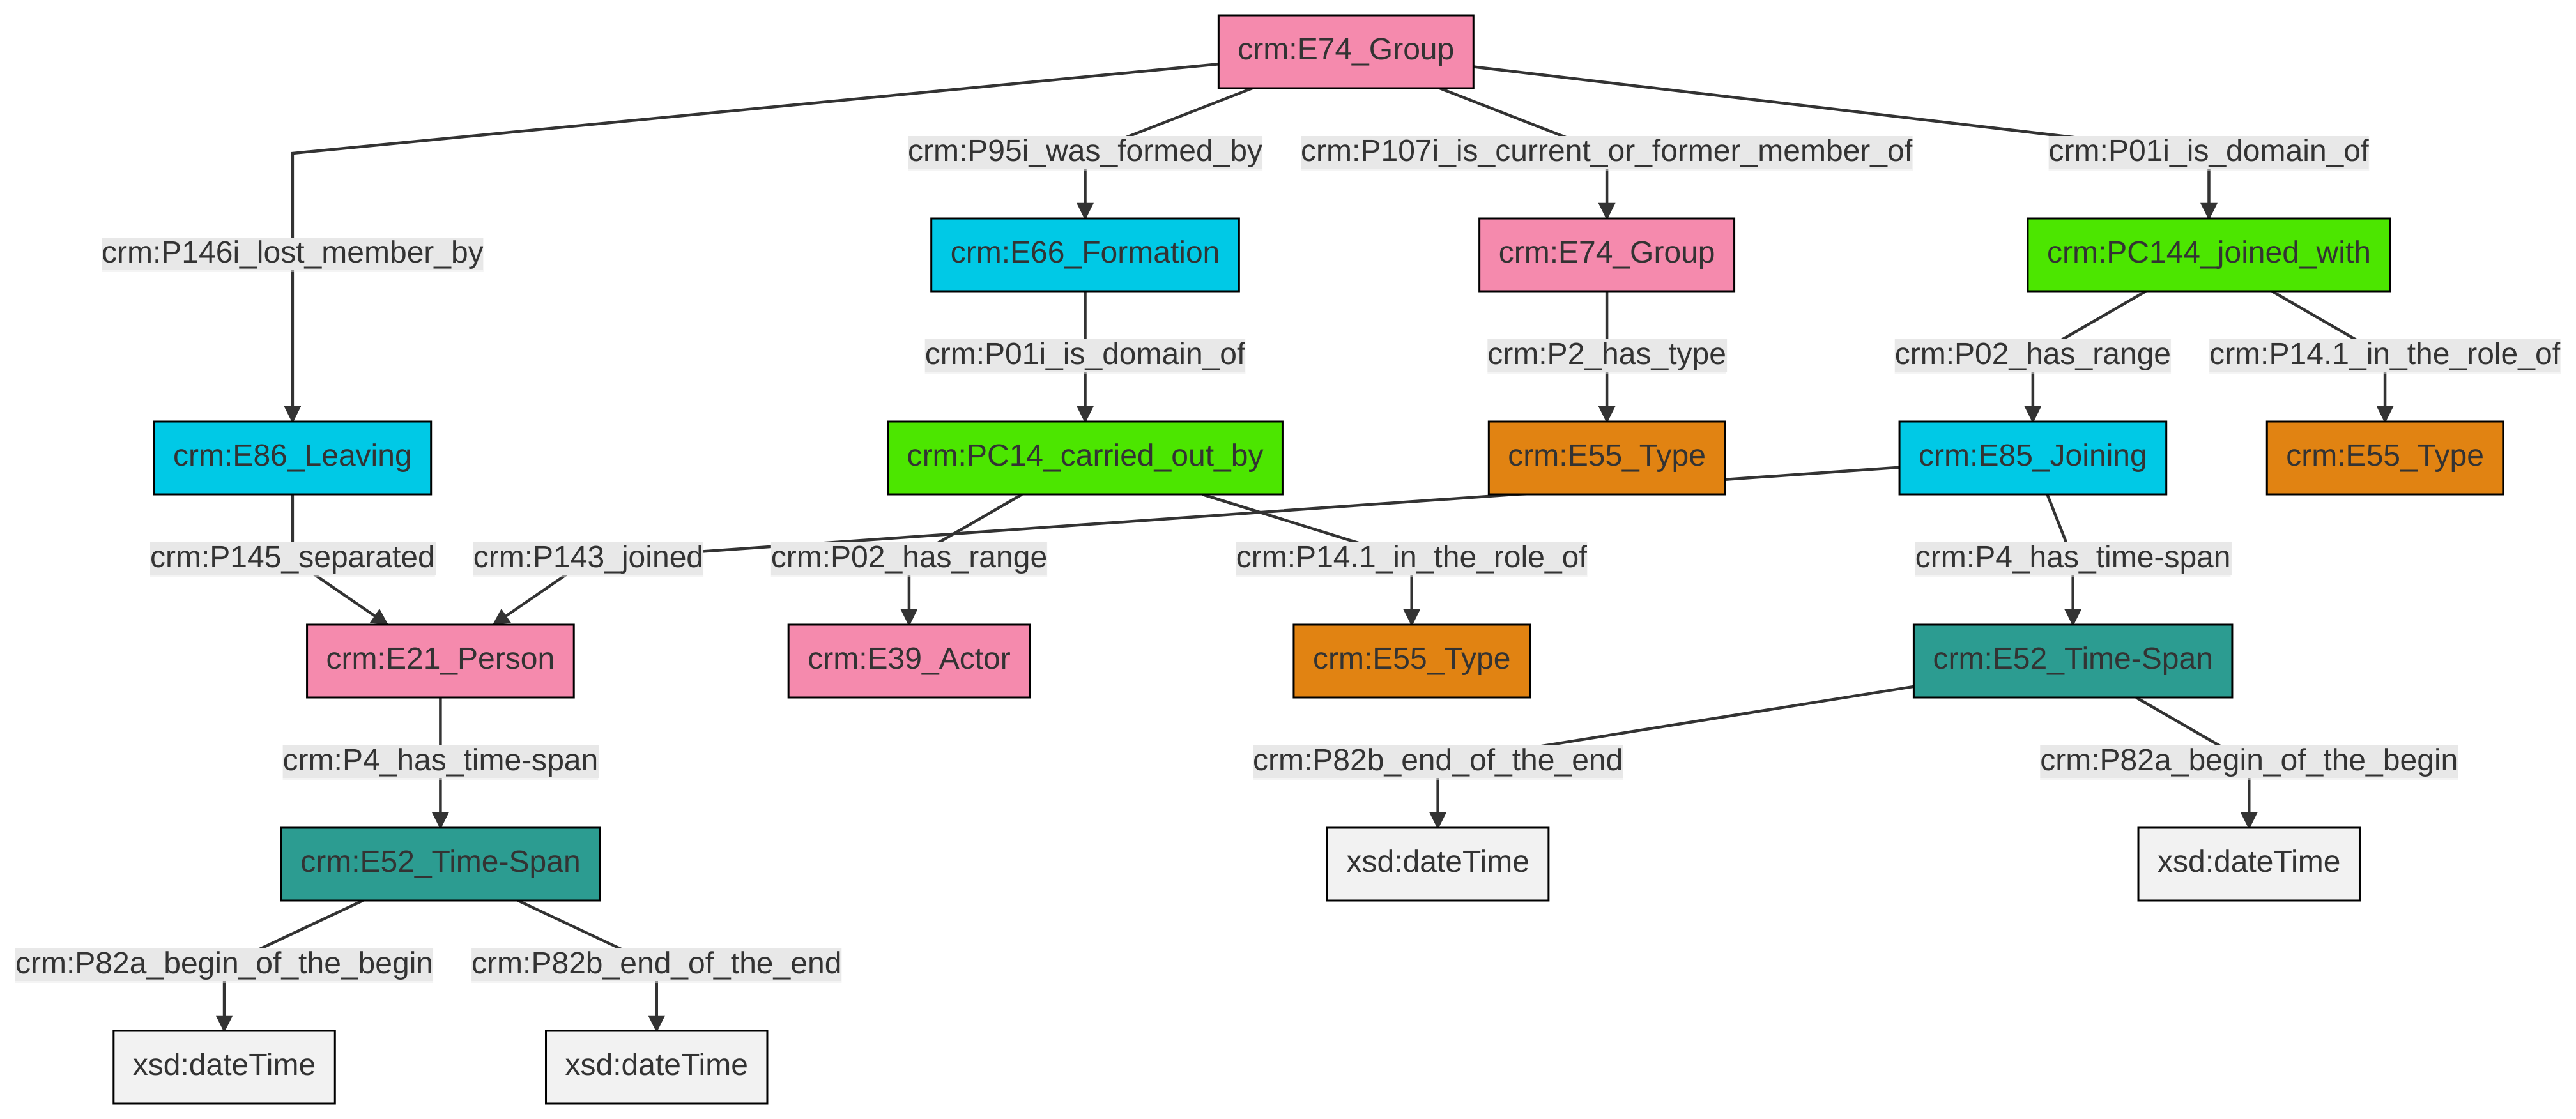 crm:E74_Group
crm:P95i_was_formed_by
crm:P107i_is_current_or_former_member_of
crm:P01i_is_domain_of
crm:P146i_lost_member_by
crm:E66_Formation
crm:E74_Group
crm:PC144_joined_with
crm:P01i_is_domain_of
crm:P2_has_type
crm:P02_has_range
crm:P14.1_in_the_role_of
crm:E86_Leaving
crm:PC14_carried_out_by
crm:E55_Type
crm:E85_Joining
crm:E55_Type
crm:P145_separated
crm:P143_joined
crm:P02_has_range
crm:P14.1_in_the_role_of
crm:P4_has_time-span
crm:E21_Person
crm:E39_Actor
crm:E55_Type
crm:E52_Time-Span
crm:P4_has_time-span
crm:P82b_end_of_the_end
crm:P82a_begin_of_the_begin
crm:E52_Time-Span
xsd:dateTime
xsd:dateTime
crm:P82a_begin_of_the_begin
crm:P82b_end_of_the_end
xsd:dateTime
xsd:dateTime